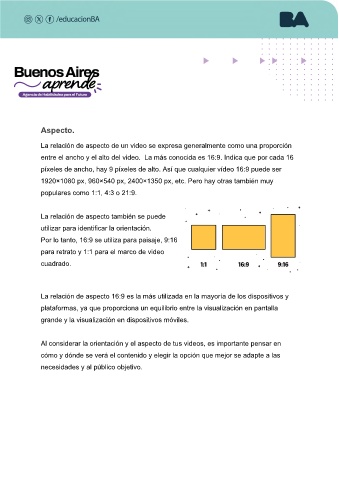 /educacionBA
BA
Buenos Aires
aprende
Agencia de Habilidades para el Futuro
Aspecto.
La relación de aspecto de un video se expresa generalmente como una proporción
entre el ancho y el alto del video. La más conocida es 16:9. Indica que por cada 16
píxeles de ancho, hay 9 píxeles de alto. Así que cualquier video 16:9 puede ser
1920×1080 px, 960×540 px, 2400×1350 px, etc. Pero hay otras también muy
populares como 1:1, 4:3 o 21:9.
La relación de aspecto también se puede
utilizar para identificar la orientación.
Por lo tanto, 16:9 se utiliza para paisaje, 9:16
para retrato y 1:1 para el marco de video
cuadrado.
1:1 16:9 9:16
La relación de aspecto 16:9 es la más utilizada en la mayoría de los dispositivos y
plataformas, ya que proporciona un equilibrio entre la visualización en pantalla
grande y la visualización en dispositivos móviles.
Al considerar la orientación y el aspecto de tus videos, es importante pensar en
cómo y dónde se verá el contenido y elegir la opción que mejor se adapte a las
necesidades y al público objetivo.